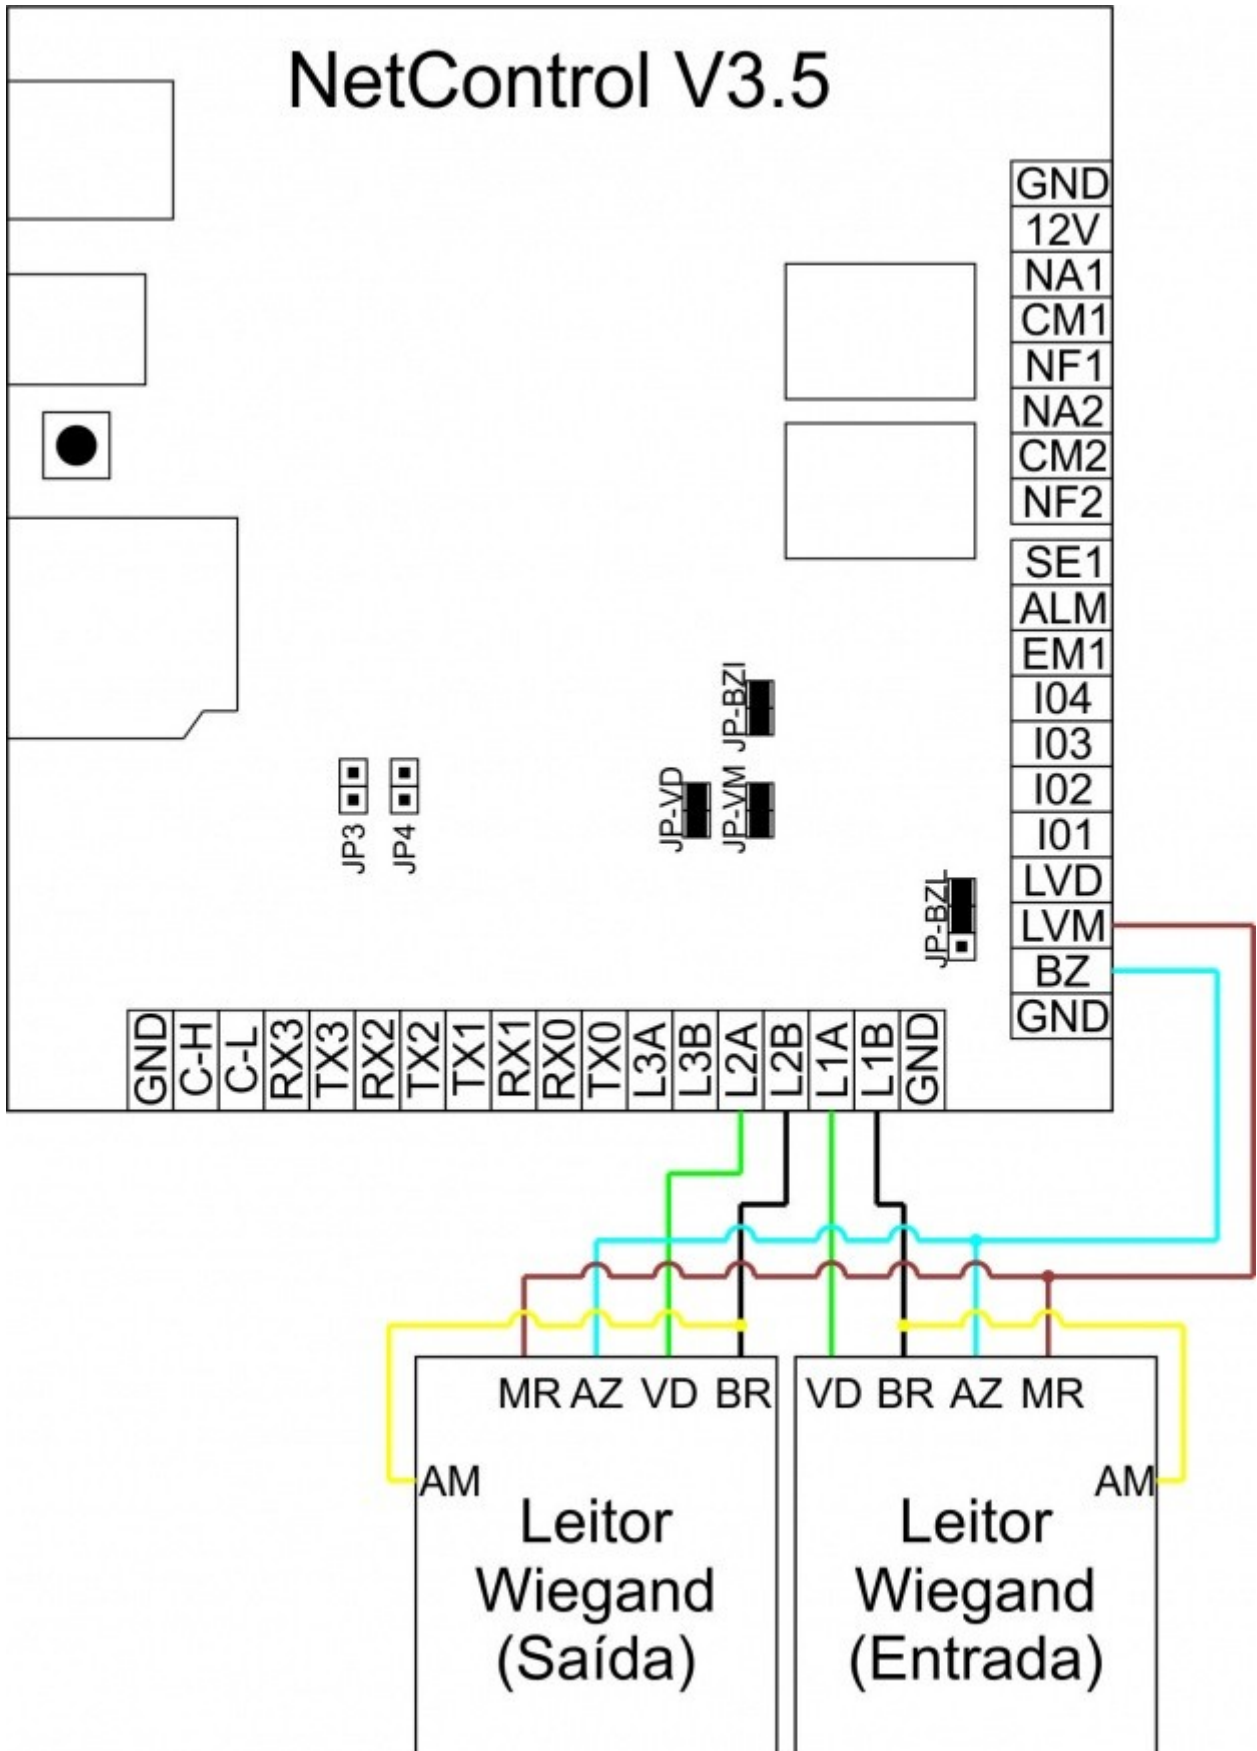 NetControl V3.5
GND
12V
NA1
CM1
NF1
NA2
CM2
NF2
SE1
ALM
EM1
I04
I03
I02
I01
LVD
LVM
BZ
GND
JP-BZI
JP-VD
JP-VM
JP3
JP4
JP-BZL
GND
C-H
C-L
RX3
TX3
RX2
TX2
TX1
RX1
RX0
TX0
L3A
L3B
L2A
L2B
L1A
L1B
GND
MR AZ VD BR
AM
Leitor
Wiegand
(Saída)
VD BR AZ MR
AM
Leitor
Wiegand
(Entrada)